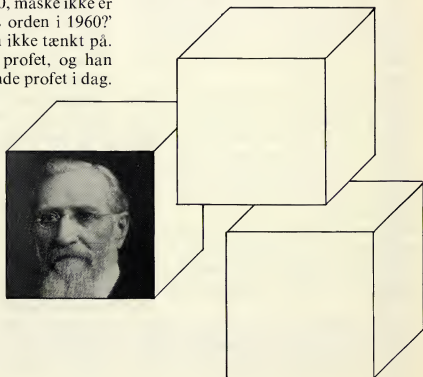 måske ikke er
orden i 1960?’
ikke tænkt på.
profet, og han
profet i dag.